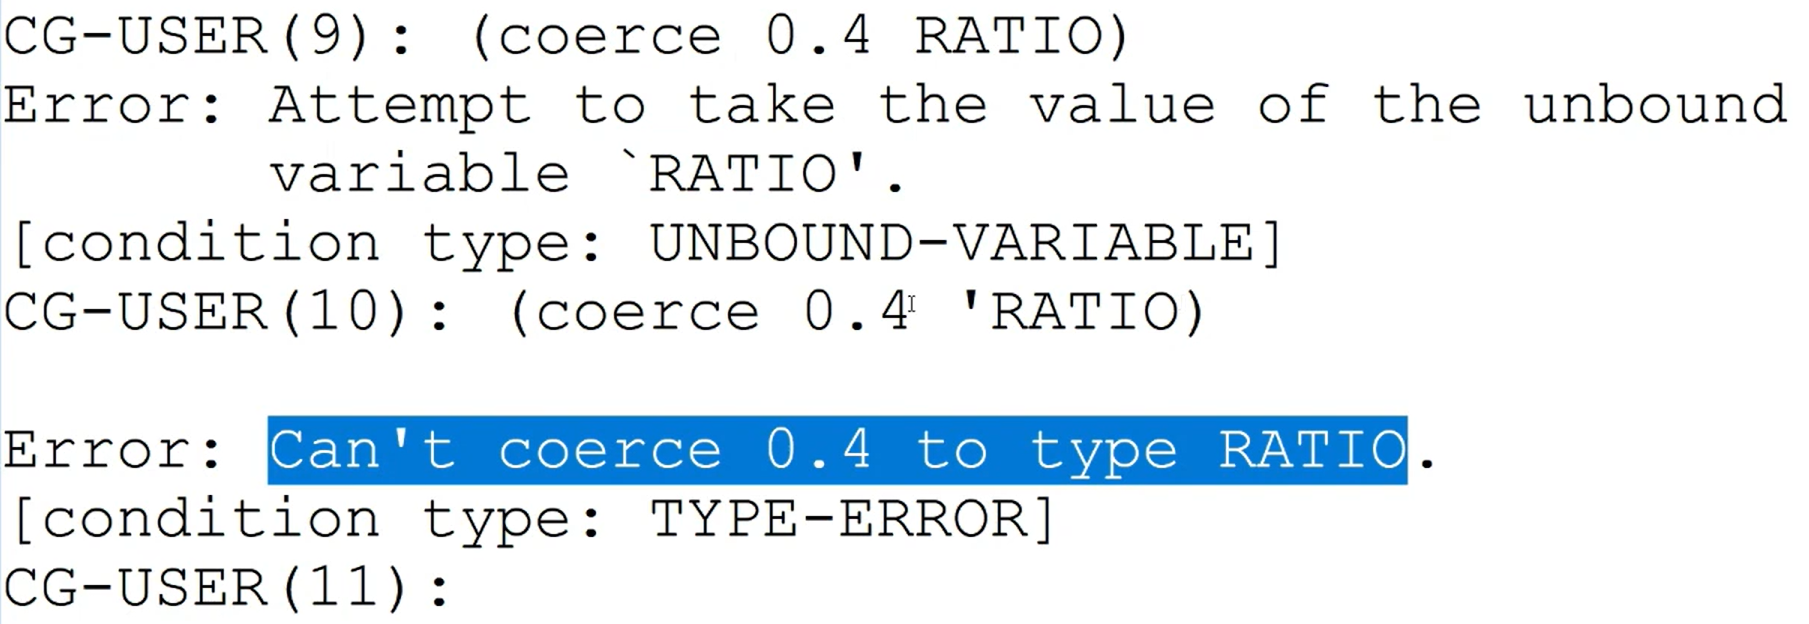 CG-USER(9): (coerce 0.4 RATIO)
Error: Attempt to take the value of the unbound
variable `RATIO'.
[condition type: UNBOUND-VARIABLE]
CG-USER(10): (coerce 0.4 'RATIO)
Error: Can't coerce 0.4 to type RATIO.
[condition type: TYPE-ERROR]
CG-USER(11):